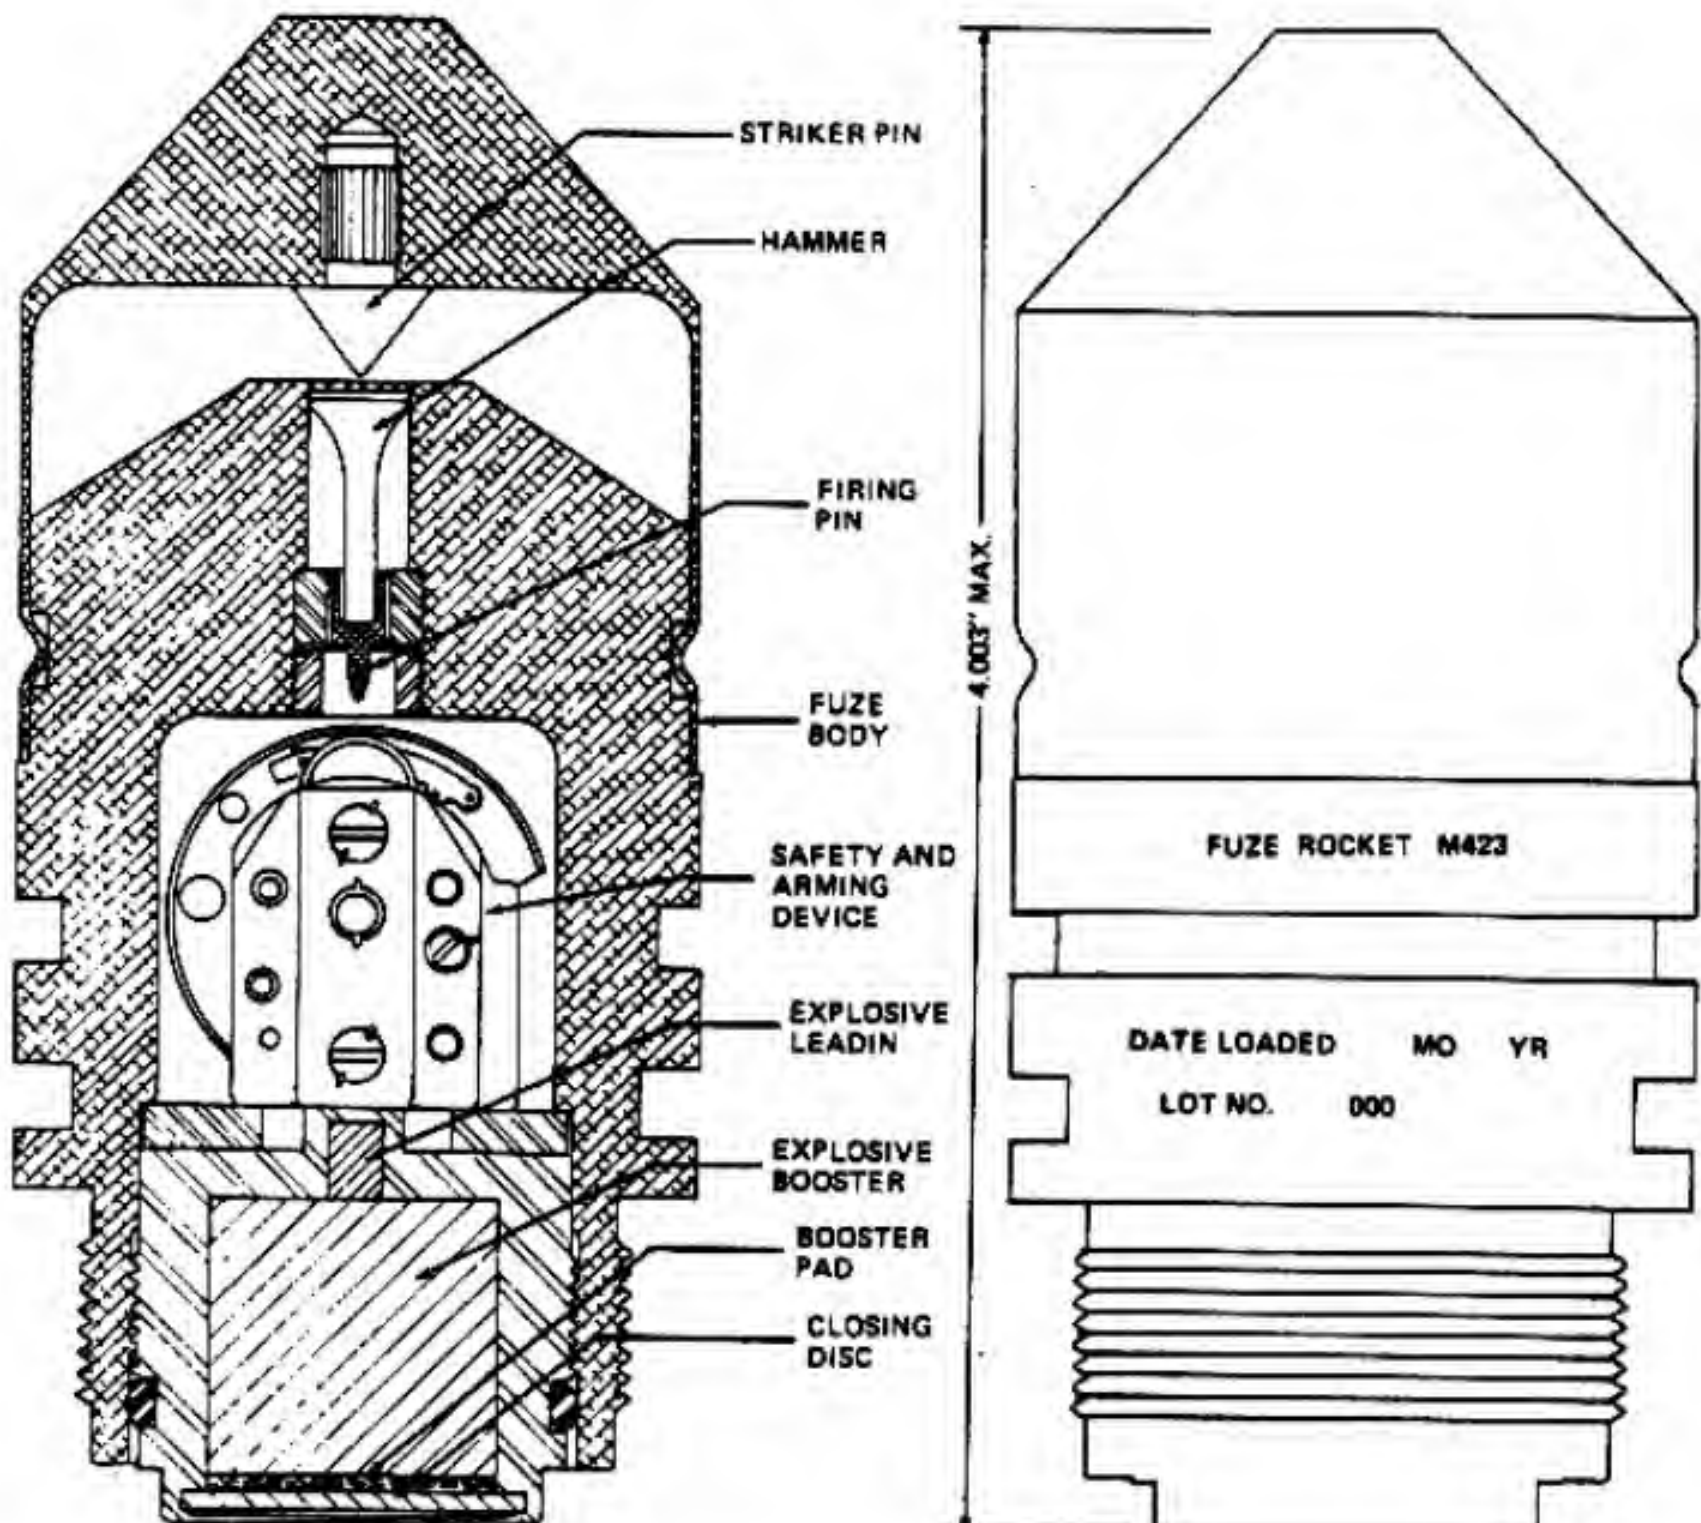 STRIKER PIN
HAMMER
FIRING
PIN
FUZE
BODY
SAFETY AND
ARMING
DEVICE
EXPLOSIVE
LEADIN
EXPLOSIVE
BOOSTER
BOOSTER
PAD
CLOSING
DISC
4.003" MAX.
FUZE ROCKET M423
DATE LOADED MO YR
LOT NO. 000